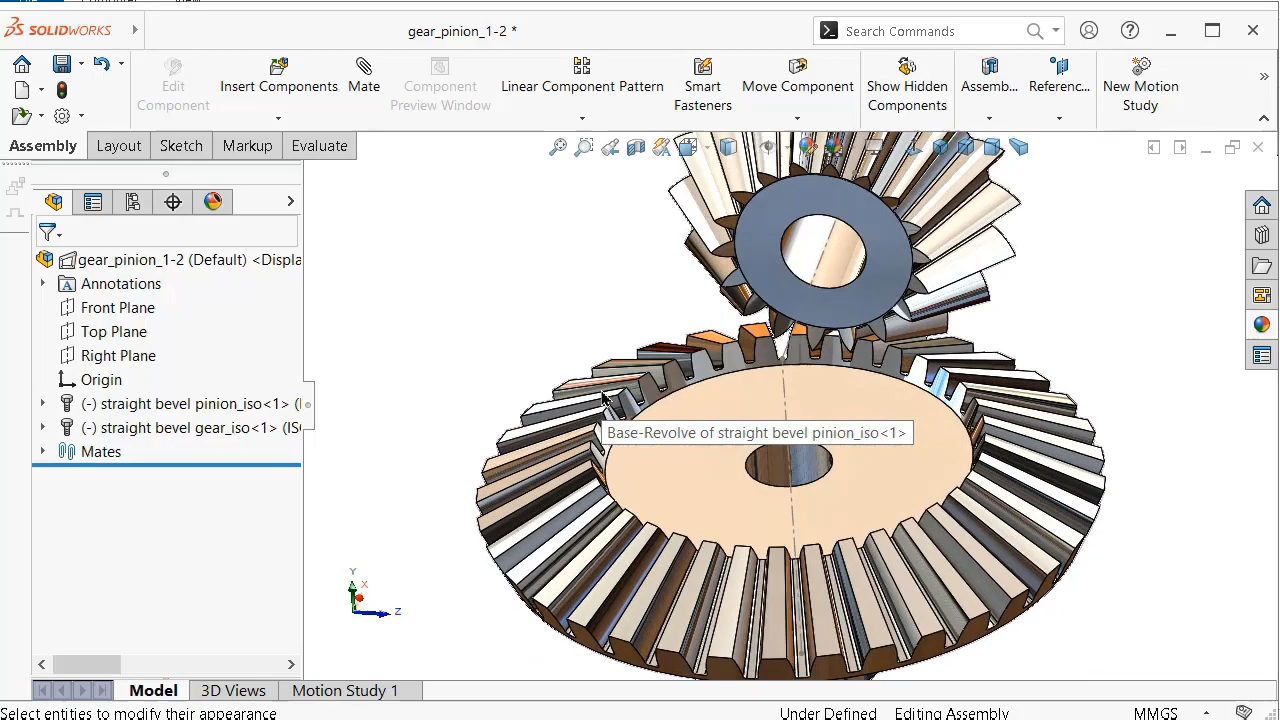 SOLIDWORKS
gear_pinion_1-2 *
Search Commands
Edit Component
Insert Components
Mate
Component Preview Window
Linear Component Pattern
Smart Fasteners
Move Component
Show Hidden Components
Assemb...
Referenc...
New Motion Study
Assembly
Layout
Sketch
Markup
Evaluate
gear_pinion_1-2 (Default) <Displa
Annotations
Front Plane
Top Plane
Right Plane
Origin
(-) straight bevel pinion_iso<1> (I
(-) straight bevel gear_iso<1> (ISO
Mates
Base-Revolve of straight bevel pinion_iso<1>
Y
X
Z
Model
3D Views
Motion Study 1
Select entities to modify their appearance
Under Defined
Editing Assembly
MMGS